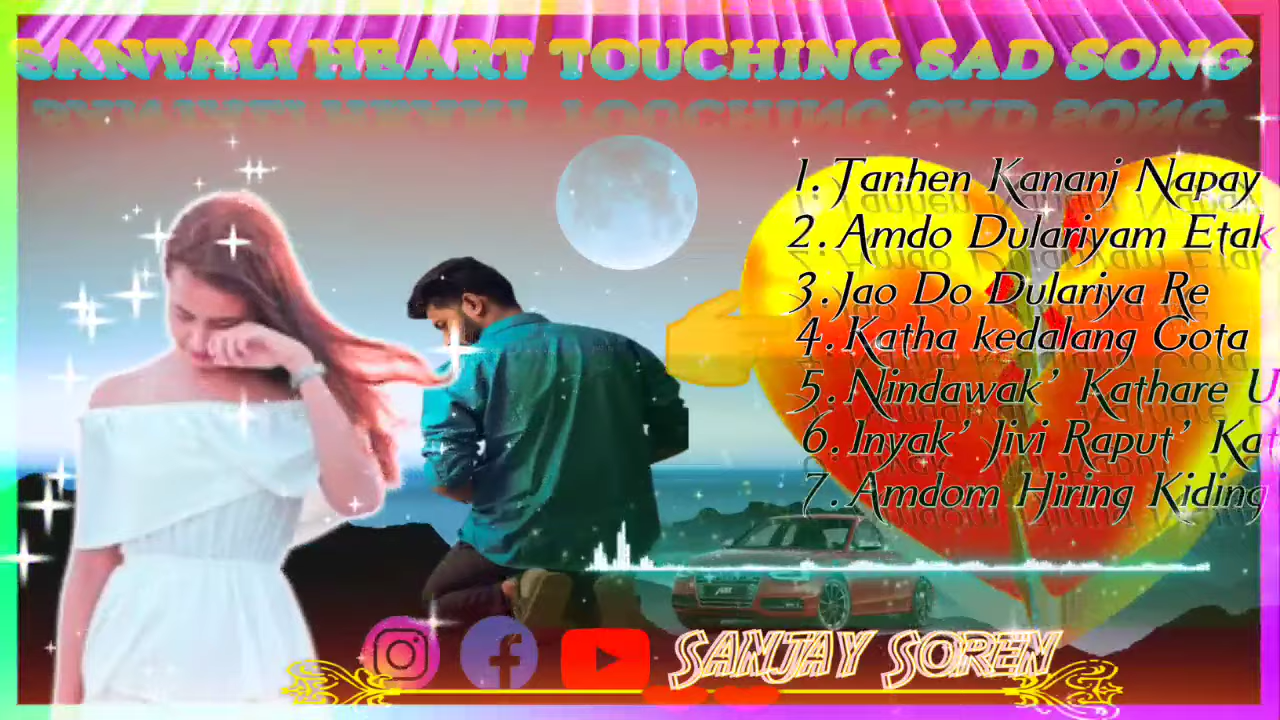 SANTALI HEART TOUCHING SAD SONG
1. Tanhen Kananj Napay
2. Amdo Dulariyam Etak
3. Jao Do Dulariya Re
4. Katha kedalang Gota
5. Nindawak' Kathare
6. Inyak' Jivi Raput'
7. Amdom Hiring Kiding
SANJAY SOREN